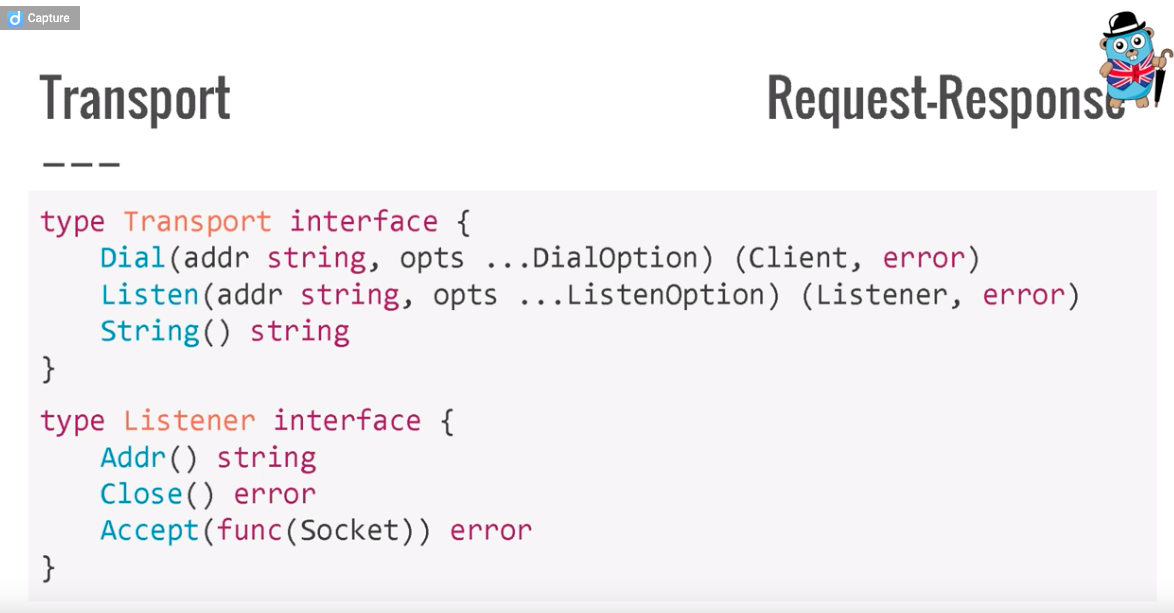 Capture
Transport
Request-Response
---
type Transport interface {
    Dial(addr string, opts ...DialOption) (Client, error)
    Listen(addr string, opts ...ListenOption) (Listener, error)
    String() string
}
type Listener interface {
    Addr() string
    Close() error
    Accept(func(Socket)) error
}